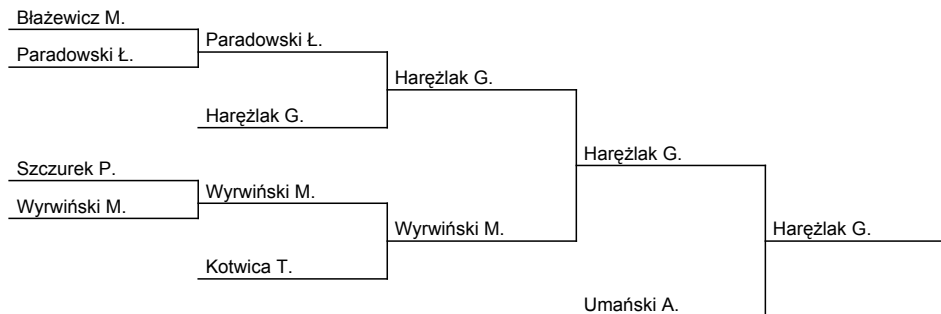 Błażewicz M.
Paradowski Ł.
Paradowski Ł.
Harężlak G.
Harężlak G.
Szczurek P.
Harężlak G.
Wyrwiński M.
Wyrwiński M.
Wyrwiński M.
Harężlak G.
Kotwica T.
Umański A.